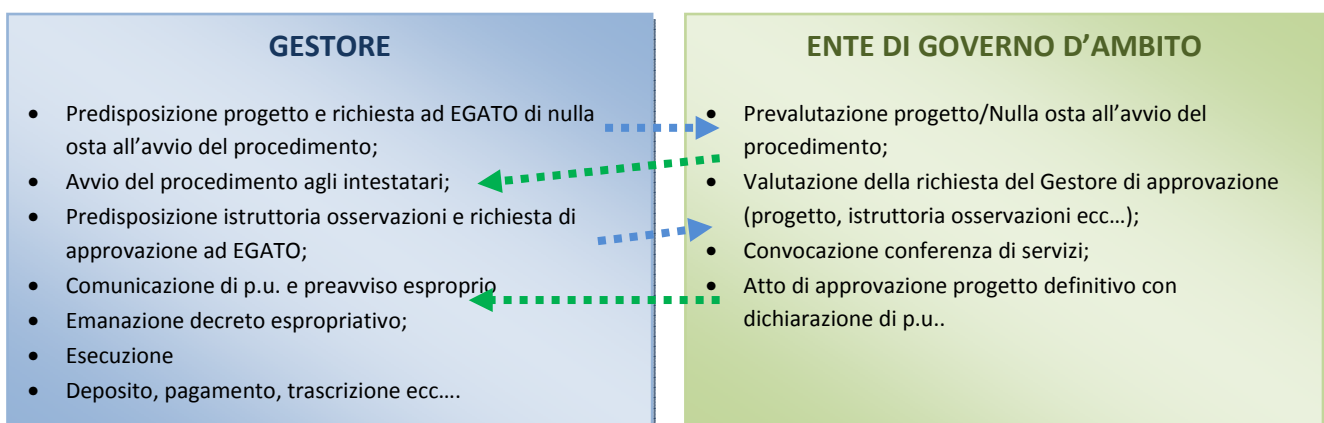 GESTORE
• Predisposizione progetto e richiesta ad EGATO di nulla
osta all'avvio del procedimento;
• Avvio del procedimento agli intestatari;
• Predisposizione istruttoria osservazioni e richiesta di
approvazione ad EGATO;
• Comunicazione di p.u. e preavviso esproprio
• Emanazione decreto espropriativo;
• Esecuzione
• Deposito, pagamento, trascrizione ecc....
ENTE DI GOVERNO D'AMBITO
• Prevalutazione progetto/Nulla osta all'avvio del
procedimento;
• Valutazione della richiesta del Gestore di approvazione
(progetto, istruttoria osservazioni ecc...);
• Convocazione conferenza di servizi;
• Atto di approvazione progetto definitivo con
dichiarazione di p.u..